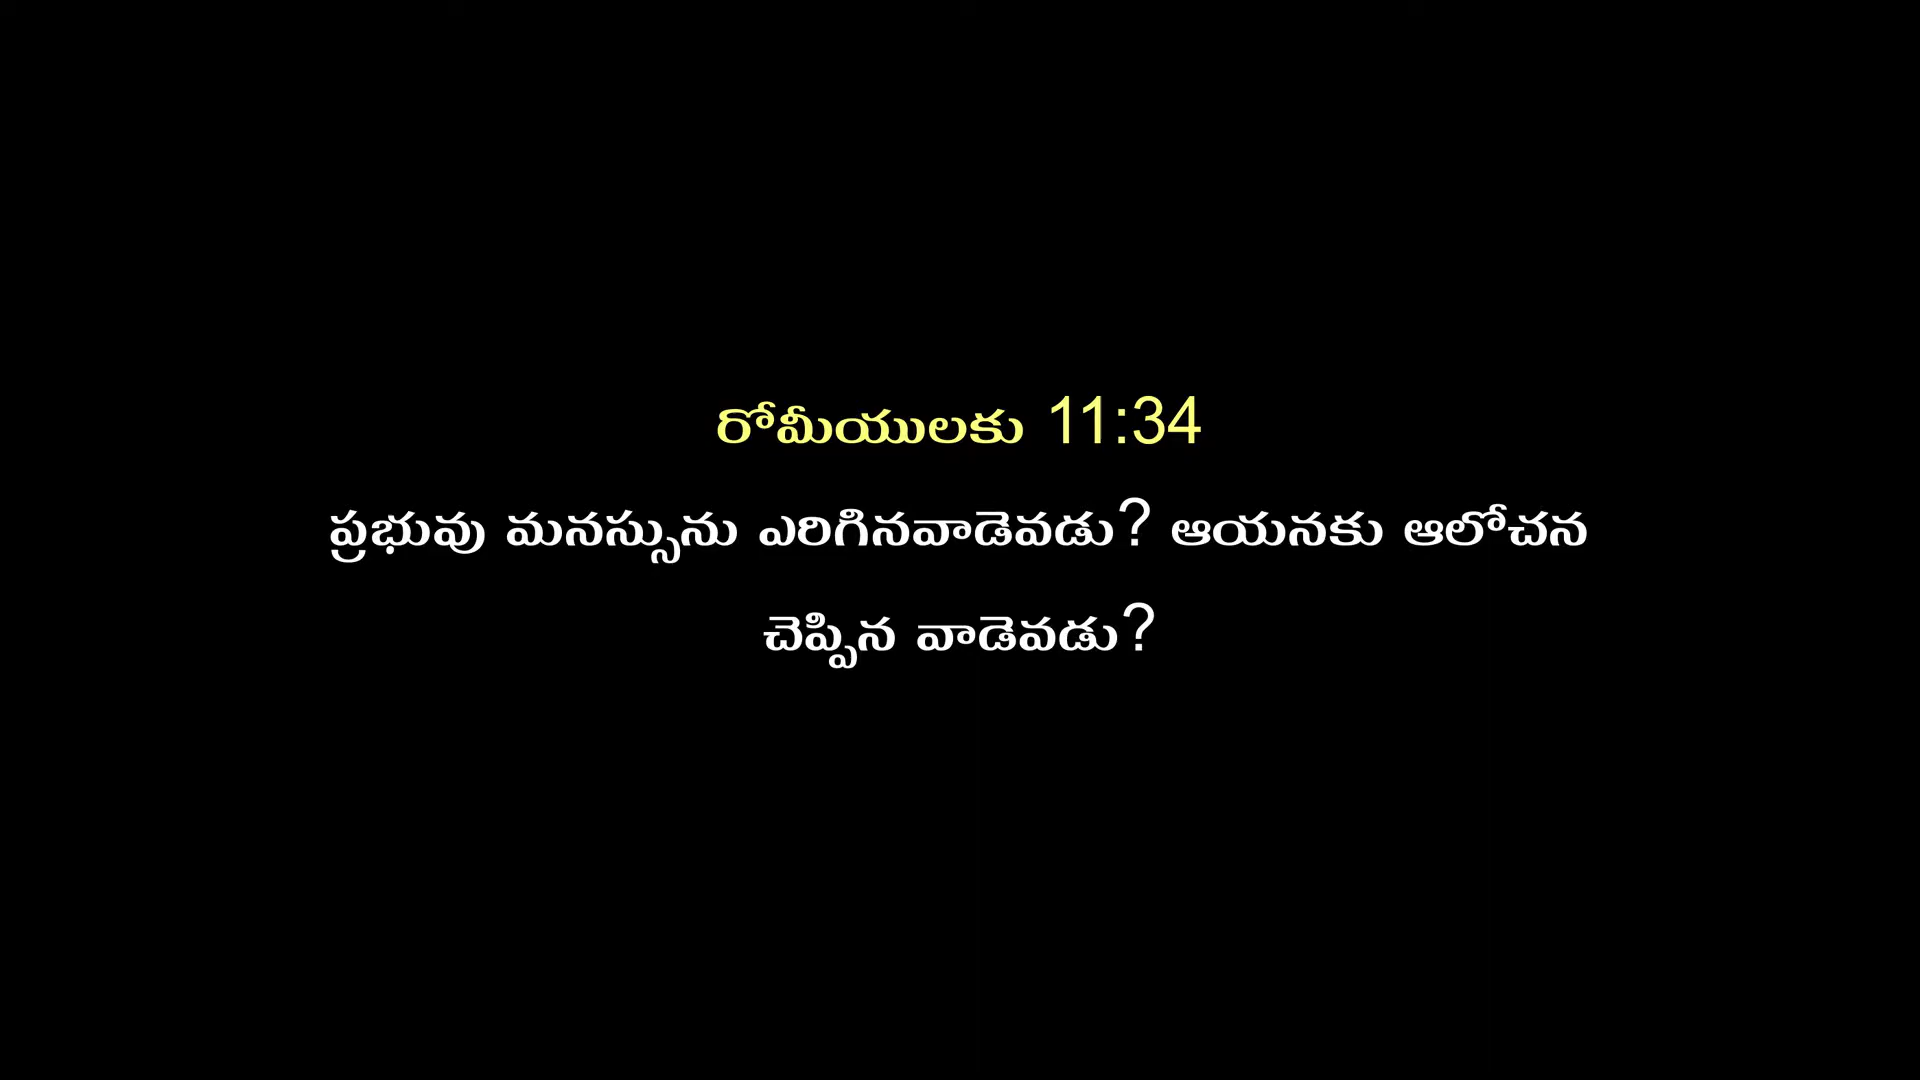 రోమీయులకు 11:34
ప్రభువు మనస్సును ఎరిగినవాడెవడు? ఆయనకు ఆలోచన
చెప్పిన వాడెవడు?